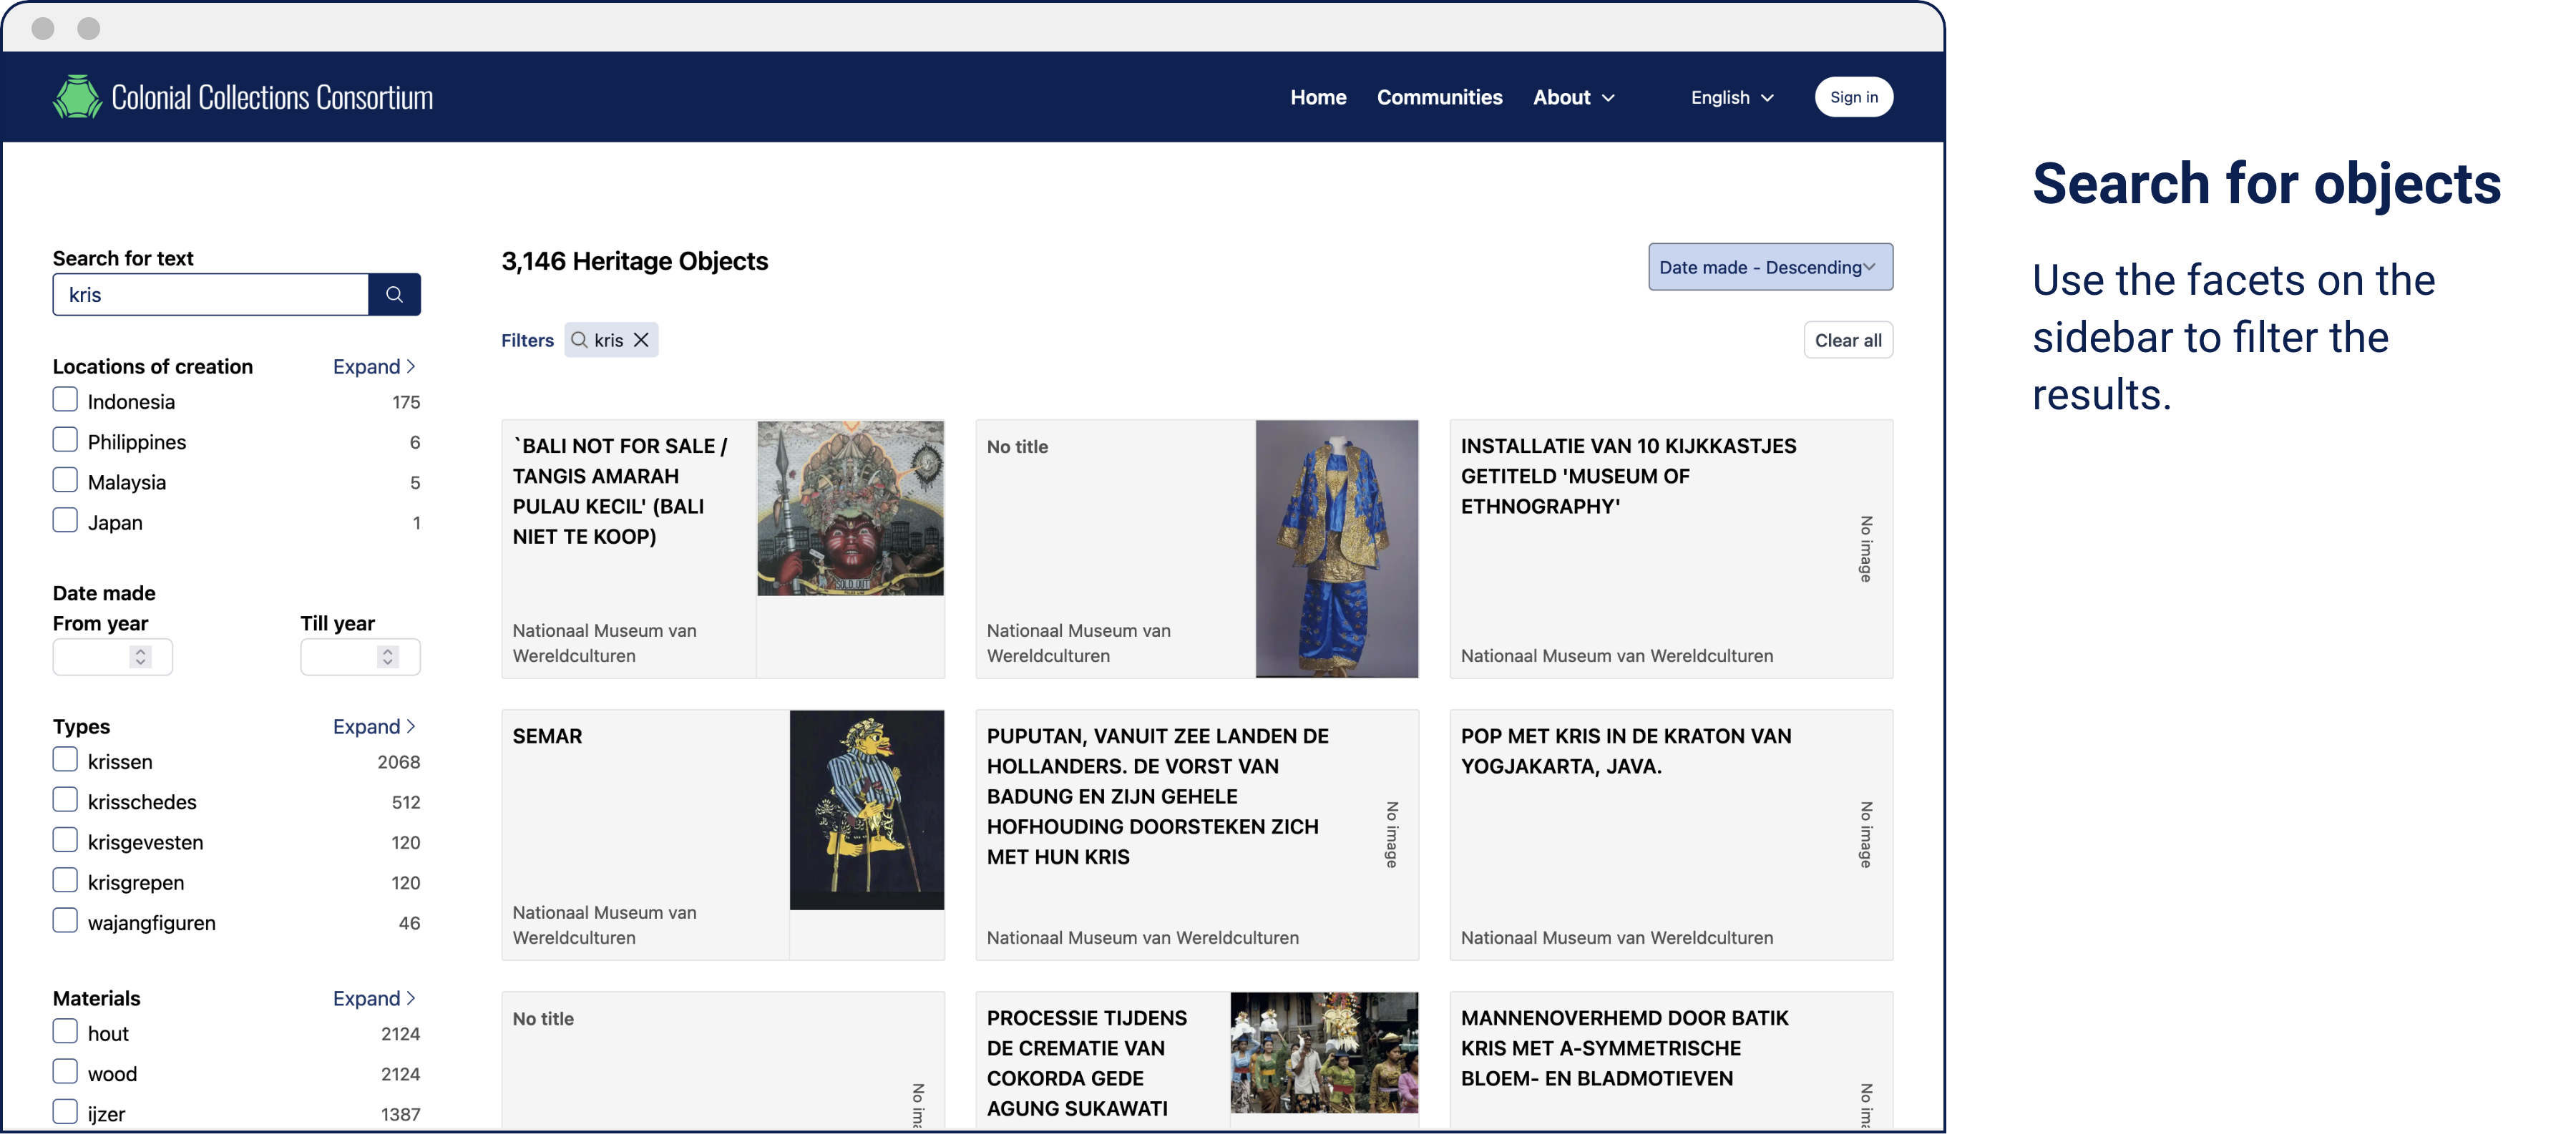 Colonial Collections Consortium
Home
Communities
About
English
Sign in
Search for text
kris
Locations of creation
Expand
Indonesia
175
Philippines
6
Malaysia
5
Japan
1
Date made
From year
Till year
Types
Expand
krissen
2068
krisschedes
512
krisgevesten
120
krisgrepen
120
wajangfiguren
46
Materials
Expand
hout
2124
wood
2124
ijzer
1387
3,146 Heritage Objects
Date made - Descending
Filters
kris
Clear all
`BALI NOT FOR SALE /
TANGIS AMARAH
PULAU KECIL' (BALI
NIET TE KOOP)
Nationaal Museum van
Wereldculturen
SOLD OUT
No title
Nationaal Museum van
Wereldculturen
INSTALLATIE VAN 10 KIJKKASTJES
GETITELD 'MUSEUM OF
ETHNOGRAPHY'
No image
Nationaal Museum van Wereldculturen
SEMAR
Nationaal Museum van
Wereldculturen
PUPUTAN, VANUIT ZEE LANDEN DE
HOLLANDERS. DE VORST VAN
BADUNG EN ZIJN GEHELE
HOFHOUDING DOORSTEKEN ZICH
MET HUN KRIS
No image
Nationaal Museum van Wereldculturen
POP MET KRIS IN DE KRATON VAN
YOGJAKARTA, JAVA.
No image
Nationaal Museum van Wereldculturen
No title
No ima
PROCESSIE TIJDENS
DE CREMATIE VAN
COKORDA GEDE
AGUNG SUKAWATI
MANNENOVERHEMD DOOR BATIK
KRIS MET A-SYMMETRISCHE
BLOEM- EN BLADMOTIEVEN
No ima
Search for objects
Use the facets on the
sidebar to filter the
results.